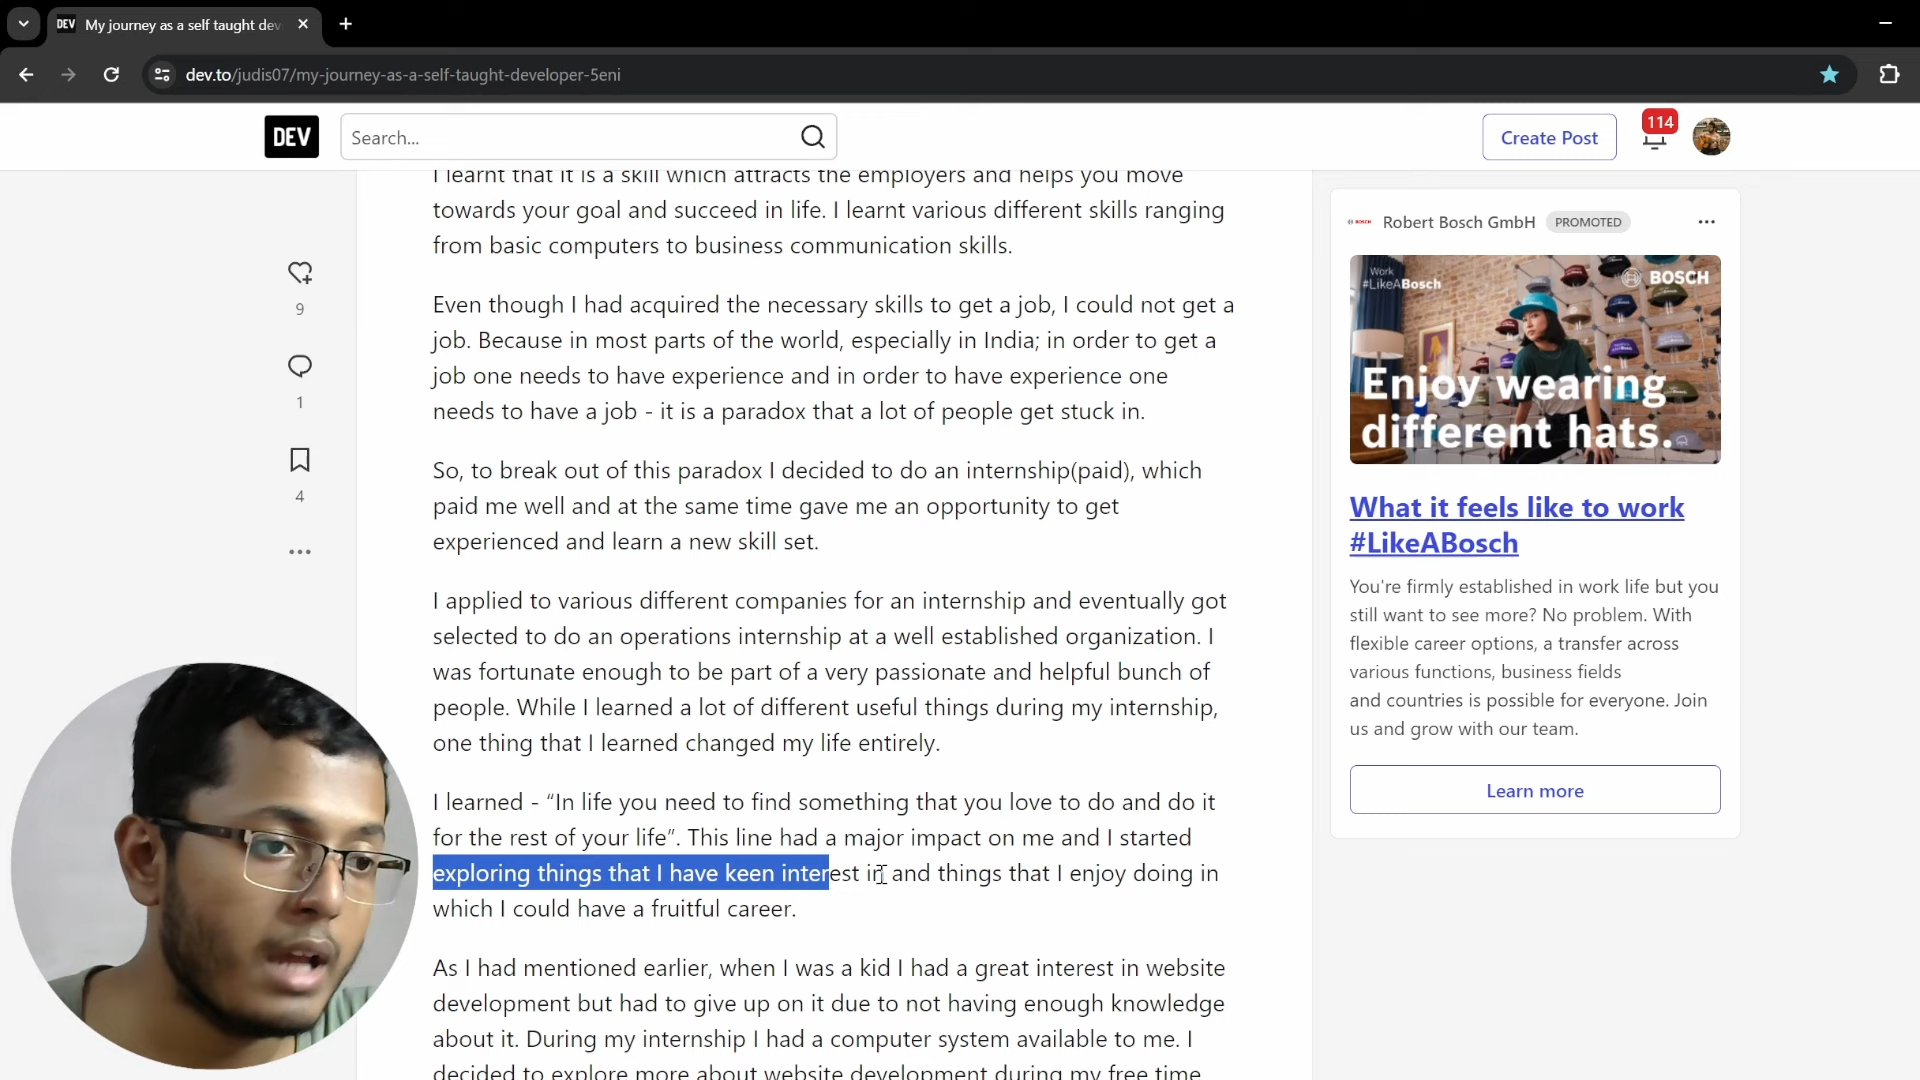 DEV My journey as a self taught dev
dev.to/judis07/my-journey-as-a-self-taught-developer-5eni
DEV
Search...
Create Post
114
I learnt that it is a skill which attracts the employers and helps you move
towards your goal and succeed in life. I learnt various different skills ranging
from basic computers to business communication skills.
Even though I had acquired the necessary skills to get a job, I could not get a
job. Because in most parts of the world, especially in India; in order to get a
job one needs to have experience and in order to have experience one
needs to have a job - it is a paradox that a lot of people get stuck in.
So, to break out of this paradox I decided to do an internship(paid), which
paid me well and at the same time gave me an opportunity to get
experienced and learn a new skill set.
I applied to various different companies for an internship and eventually got
selected to do an operations internship at a well established organization. I
was fortunate enough to be part of a very passionate and helpful bunch of
people. While I learned a lot of different useful things during my internship,
one thing that I learned changed my life entirely.
I learned - “In life you need to find something that you love to do and do it
for the rest of your life”. This line had a major impact on me and I started
exploring things that I have keen interest in and things that I enjoy doing in
which I could have a fruitful career.
As I had mentioned earlier, when I was a kid I had a great interest in website
development but had to give up on it due to not having enough knowledge
about it. During my internship I had a computer system available to me. I
decided to explore more about website development during my free time
9
1
4
BOSCH Robert Bosch GmbH PROMOTED
Work
#LikeABosch
BOSCH
Enjoy wearing
different hats.
What it feels like to work
#LikeABosch
You're firmly established in work life but you
still want to see more? No problem. With
flexible career options, a transfer across
various functions, business fields
and countries is possible for everyone. Join
us and grow with our team.
Learn more